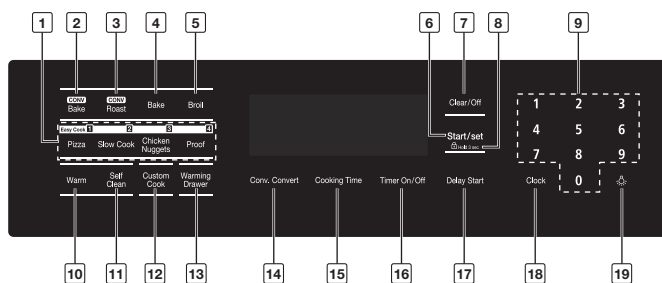 1 2 3 4 5 6 7 8 9
CONV Bake CONV Roast Bake Broil
Easy Cook 1 2 3 4
Pizza Slow Cook Chicken Nuggets Proof
Warm Self Clean Custom Cook Warming Drawer
Clear/Off
Start/set
Hold 3 sec
Conv. Convert Cooking Time Timer On/Off Delay Start Clock
1 2 3
4 5 6
7 8 9
0
10 11 12 13 14 15 16 17 18 19